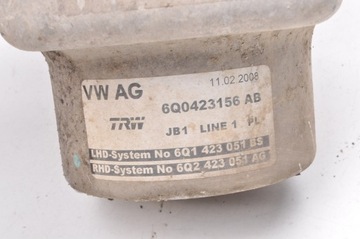 VW AG 11.02.2008
6Q0423156 AB
TRW JB1 LINE 1 PL
LHD-System No 6Q1 423 051 BS
RHD-System No 6Q2 423 051 AG